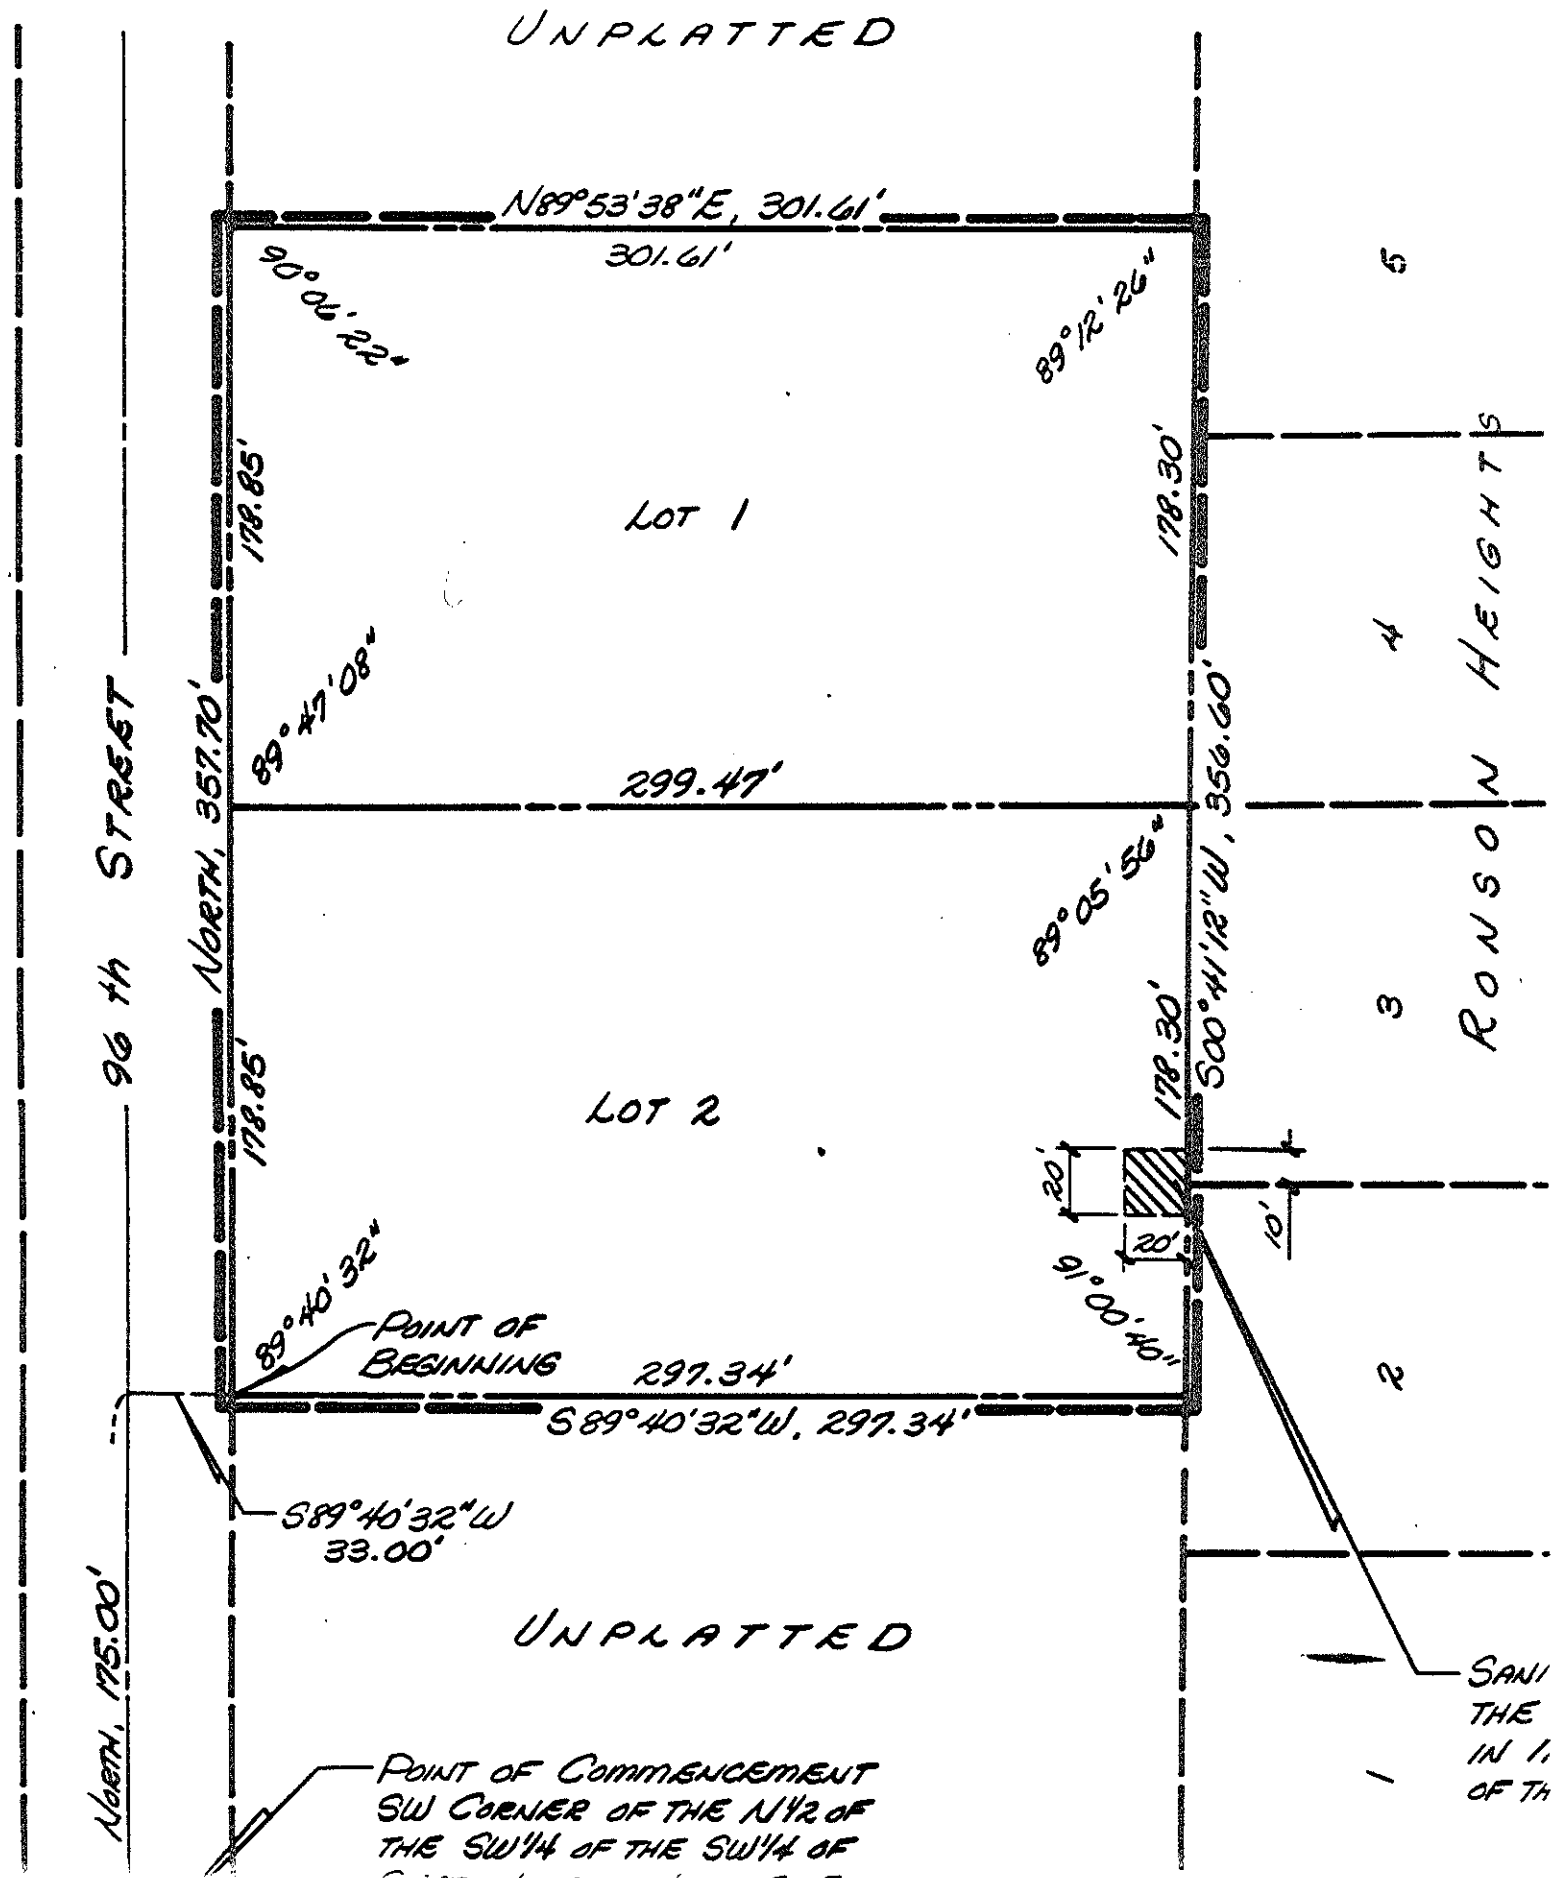 UNPLATTED
N89°53'38"E, 301.61'
301.61'
90°06'22"
89°12'26"
5
178.85'
178.30'
LOT 1
4
RONSON HEIGHTS
96th STREET
NORTH, 357.70'
89°47'08"
299.47'
S00°41'12"W, 356.60'
89°05'56"
3
178.85'
178.30'
LOT 2
20'
20'
10'
89°40'32"
91°00'40"
POINT OF
BEGINNING
297.34'
S89°40'32"W, 297.34'
2
S89°40'32"W
33.00'
NORTH, 175.00'
UNPLATTED
1
SANI
THE
IN 1
OF TH
POINT OF COMMENCEMENT
SW CORNER OF THE N1/2 OF
THE SW1/4 OF THE SW1/4 OF